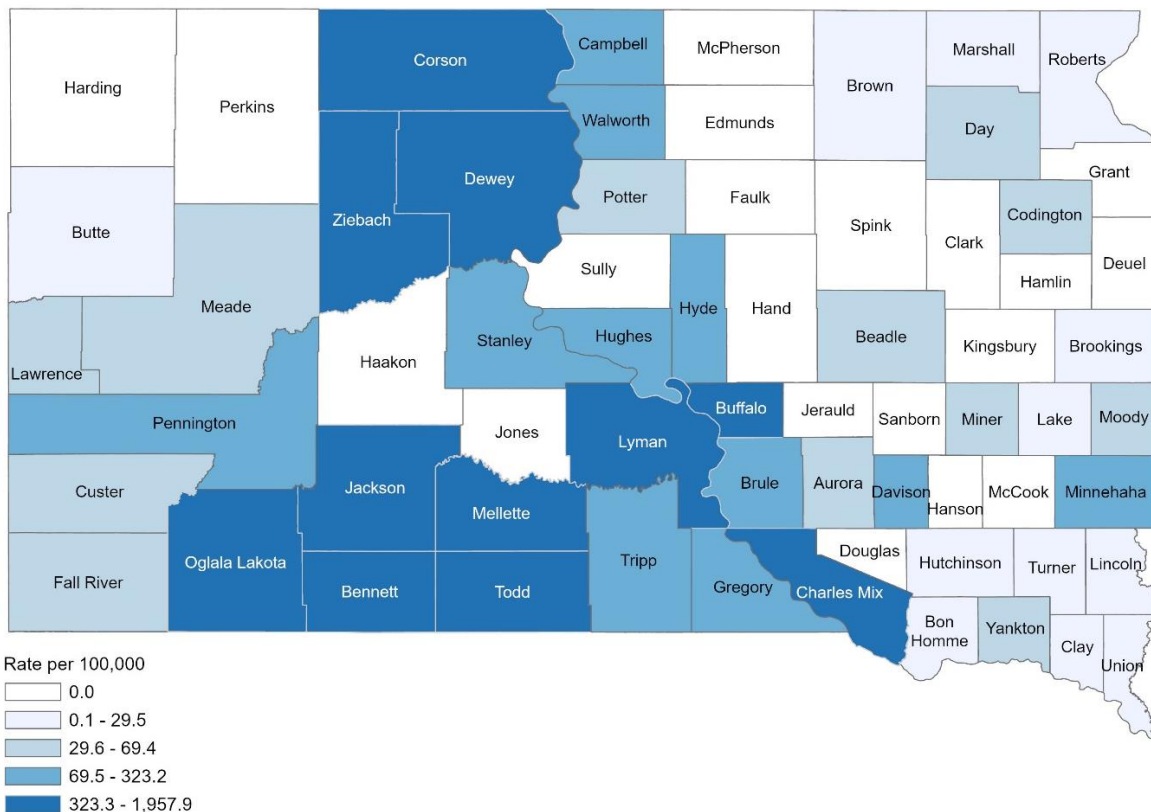 Harding
Perkins
Corson
Campbell
McPherson
Brown
Marshall
Roberts
Walworth
Edmunds
Day
Grant
Butte
Ziebach
Dewey
Potter
Faulk
Spink
Clark
Codington
Deuel
Hamlin
Meade
Sully
Hyde
Hand
Lawrence
Haakon
Stanley
Hughes
Beadle
Kingsbury
Brookings
Pennington
Jones
Lyman
Buffalo
Jerauld
Sanborn
Miner
Lake
Moody
Custer
Jackson
Mellette
Brule
Aurora
Davison
Hanson
McCook
Minnehaha
Fall River
Oglala Lakota
Bennett
Todd
Tripp
Gregory
Charles Mix
Douglas
Hutchinson
Turner
Lincoln
Bon
Homme
Yankton
Clay
Union
Rate per 100,000
0.0
0.1 - 29.5
29.6 - 69.4
69.5 - 323.2
323.3 - 1,957.9